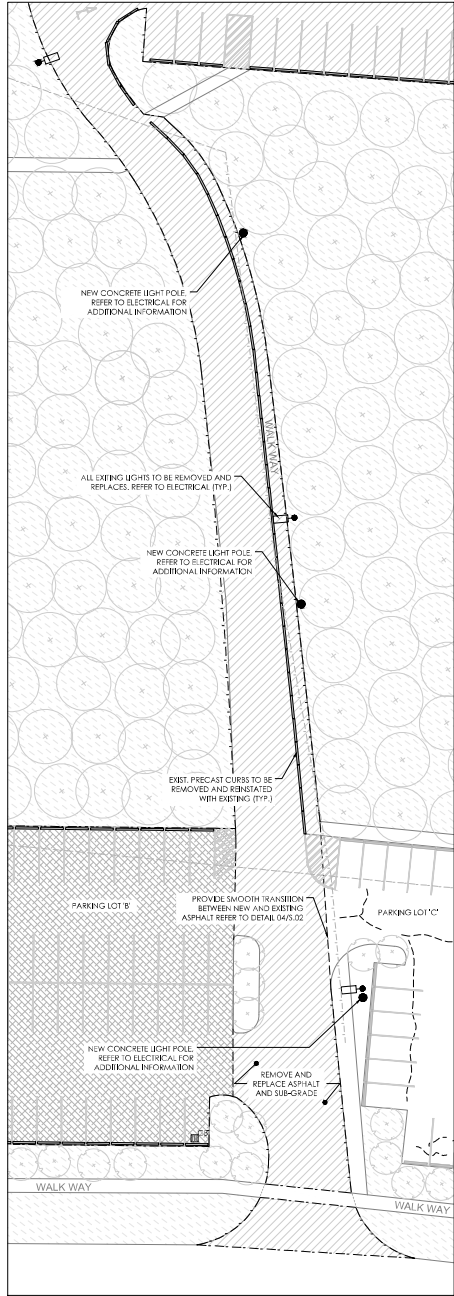 NEW CONCRETE LIGHT POLE.
REFER TO ELECTRICAL FOR
ADDITIONAL INFORMATION
WALK WAY
ALL EXITING LIGHTS TO BE REMOVED AND
REPLACES. REFER TO ELECTRICAL (TYP.)
NEW CONCRETE LIGHT POLE.
REFER TO ELECTRICAL FOR
ADDITIONAL INFORMATION
EXIST. PRECAST CURBS TO BE
REMOVED AND REINSTATED
WITH EXISTING (TYP.)
PARKING LOT 'B'
PROVIDE SMOOTH TRANSITION
BETWEEN NEW AND EXISTING
ASPHALT REFER TO DETAIL 04/S.02
PARKING LOT 'C'
NEW CONCRETE LIGHT POLE.
REFER TO ELECTRICAL FOR
ADDITIONAL INFORMATION
REMOVE AND
REPLACE ASPHALT
AND SUB-GRADE
CB
WALK WAY
WALK WAY